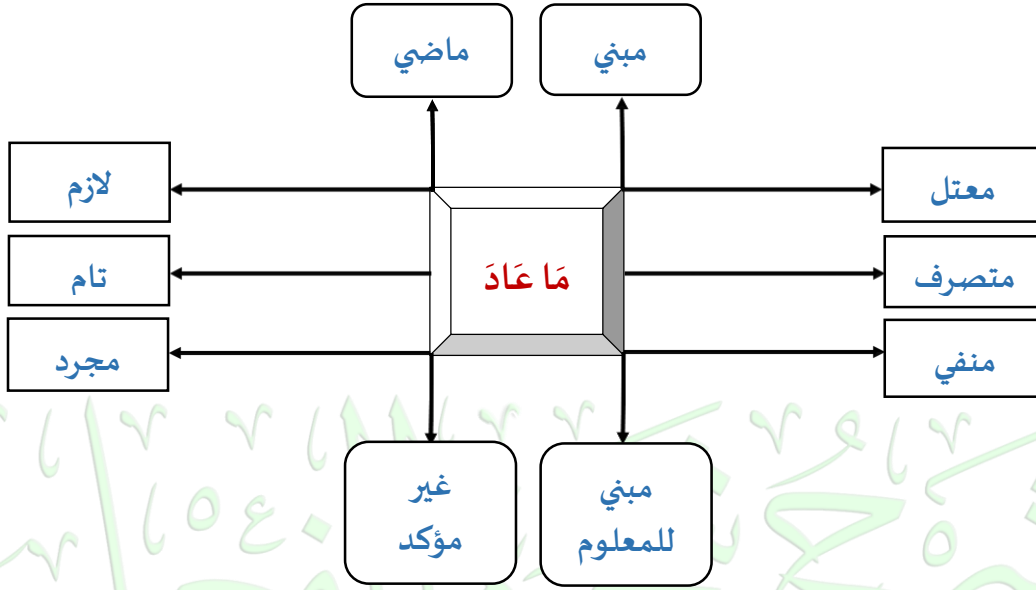 مبني
ماضي
معتل
لازم
متصرف
مَا عَادَ
تام
منفي
مجرد
مبني
للمعلوم
غير
مؤكد